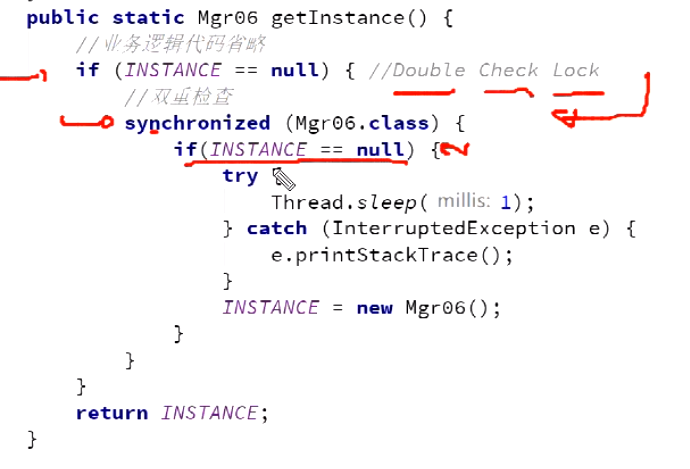 public static Mgr06 getInstance() {
//业务逻辑代码省略
if (INSTANCE == null) { //Double Check Lock
//双重检查
synchronized (Mgr06.class) {
if(INSTANCE == null) {
try
Thread.sleep( millis: 1);
} catch (InterruptedException e) {
e.printStackTrace();
}
INSTANCE = new Mgr06();
}
}
}
return INSTANCE;
}